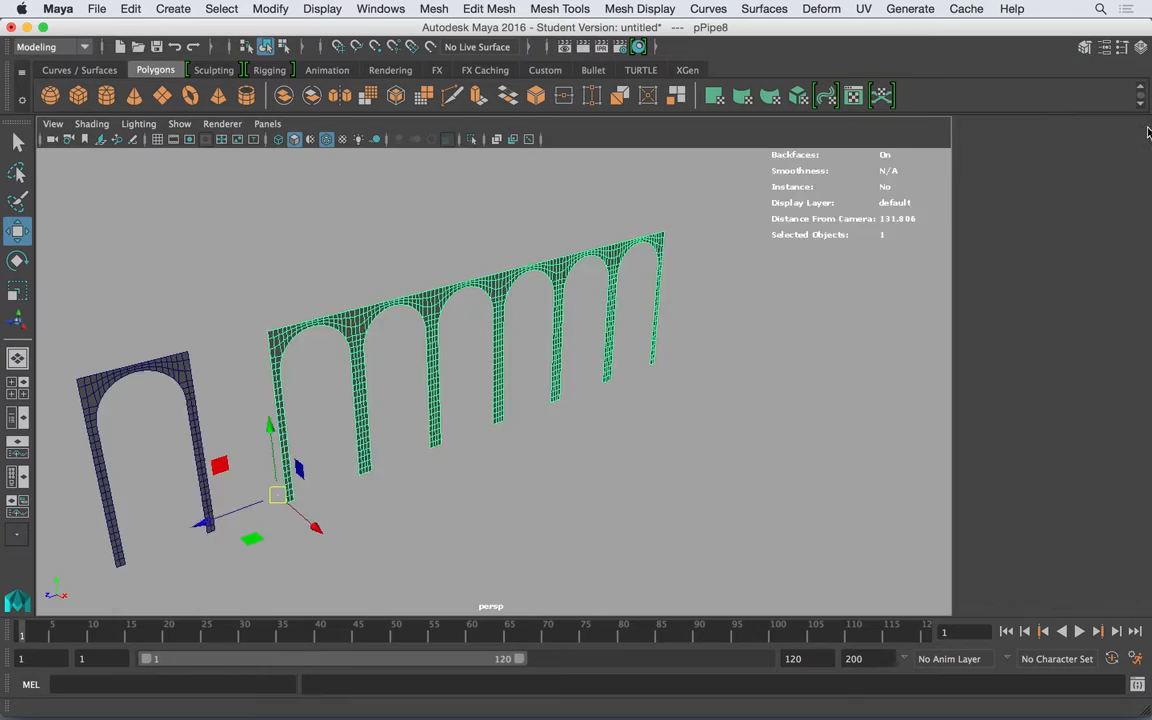 Maya File Edit Create Select Modify Display Windows Mesh Edit Mesh Mesh Tools Mesh Display Curves Surfaces Deform UV Generate Cache Help
Autodesk Maya 2016 - Student Version: untitled* --- pPipe8
Modeling No Live Surface
Curves / Surfaces Polygons Sculpting Rigging Animation Rendering FX FX Caching Custom Bullet TURTLE XGen
View Shading Lighting Show Renderer Panels
Backfaces: On
Smoothness: N/A
Instance: No
Display Layer: default
Distance From Camera: 131.806
Selected Objects: 1
persp
1 5 10 15 20 25 30 35 40 45 50 55 60 65 70 75 80 85 90 95 100 105 110 115 12 1
1 1 1 120 120 200 No Anim Layer No Character Set
MEL